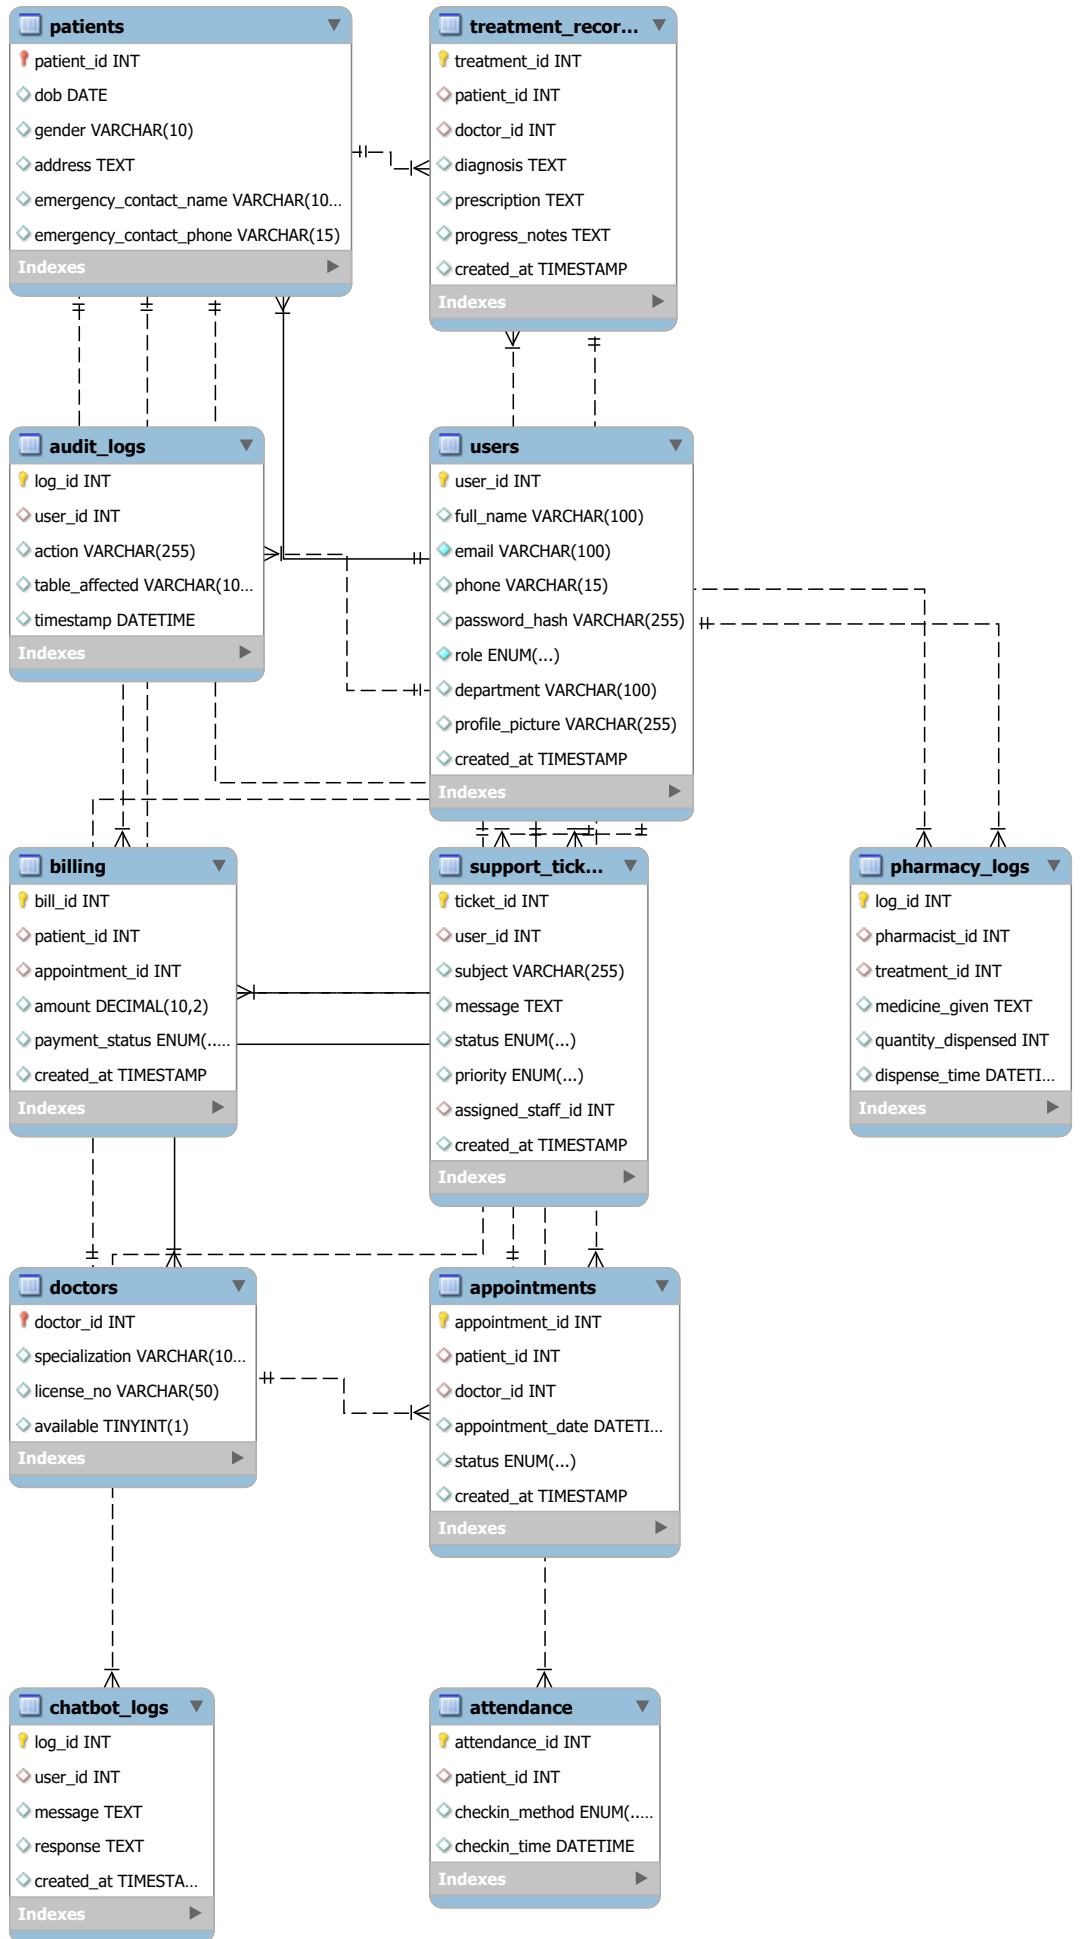 patients
patient_id INT
dob DATE
gender VARCHAR(10)
address TEXT
emergency_contact_name VARCHAR(10...
emergency_contact_phone VARCHAR(15)
Indexes
treatment_recor...
treatment_id INT
patient_id INT
doctor_id INT
diagnosis TEXT
prescription TEXT
progress_notes TEXT
created_at TIMESTAMP
Indexes
audit_logs
log_id INT
user_id INT
action VARCHAR(255)
table_affected VARCHAR(10...
timestamp DATETIME
Indexes
users
user_id INT
full_name VARCHAR(100)
email VARCHAR(100)
phone VARCHAR(15)
password_hash VARCHAR(255)
role ENUM(...)
department VARCHAR(100)
profile_picture VARCHAR(255)
created_at TIMESTAMP
Indexes
billing
bill_id INT
patient_id INT
appointment_id INT
amount DECIMAL(10,2)
payment_status ENUM(.....
created_at TIMESTAMP
Indexes
support_tick...
ticket_id INT
user_id INT
subject VARCHAR(255)
message TEXT
status ENUM(...)
priority ENUM(...)
assigned_staff_id INT
created_at TIMESTAMP
Indexes
pharmacy_logs
log_id INT
pharmacist_id INT
treatment_id INT
medicine_given TEXT
quantity_dispensed INT
dispense_time DATETI...
Indexes
doctors
doctor_id INT
specialization VARCHAR(10...
license_no VARCHAR(50)
available TINYINT(1)
Indexes
appointments
appointment_id INT
patient_id INT
doctor_id INT
appointment_date DATETI...
status ENUM(...)
created_at TIMESTAMP
Indexes
chatbot_logs
log_id INT
user_id INT
message TEXT
response TEXT
created_at TIMESTA...
Indexes
attendance
attendance_id INT
patient_id INT
checkin_method ENUM(.....
checkin_time DATETIME
Indexes